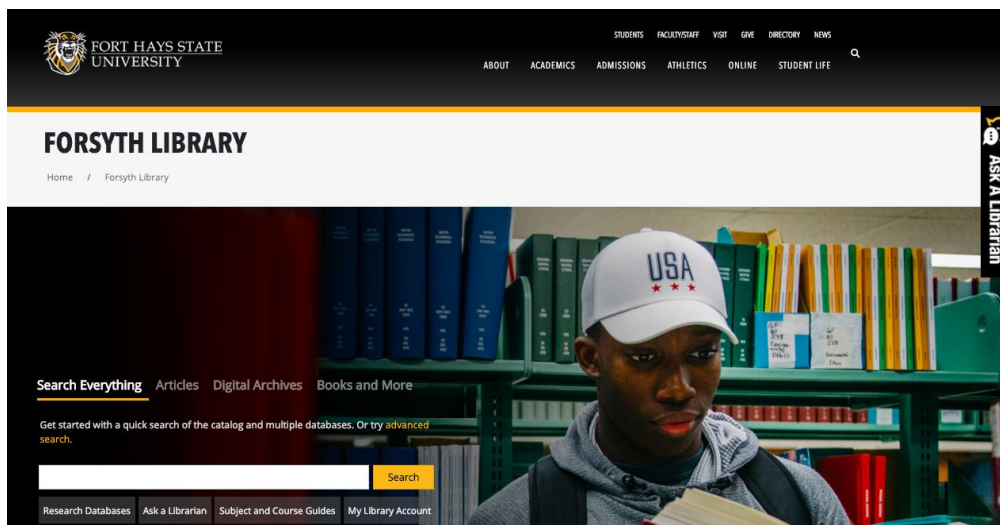 FORT HAYS STATE
UNIVERSITY
STUDENTS FACULTY/STAFF VISIT GIVE DIRECTORY NEWS
ABOUT ACADEMICS ADMISSIONS ATHLETICS ONLINE STUDENT LIFE
FORSYTH LIBRARY
Home / Forsyth Library
Ask A Librarian
USA
Search Everything Articles Digital Archives Books and More
Get started with a quick search of the catalog and multiple databases. Or try advanced
search.
Search
Research Databases Ask a Librarian Subject and Course Guides My Library Account